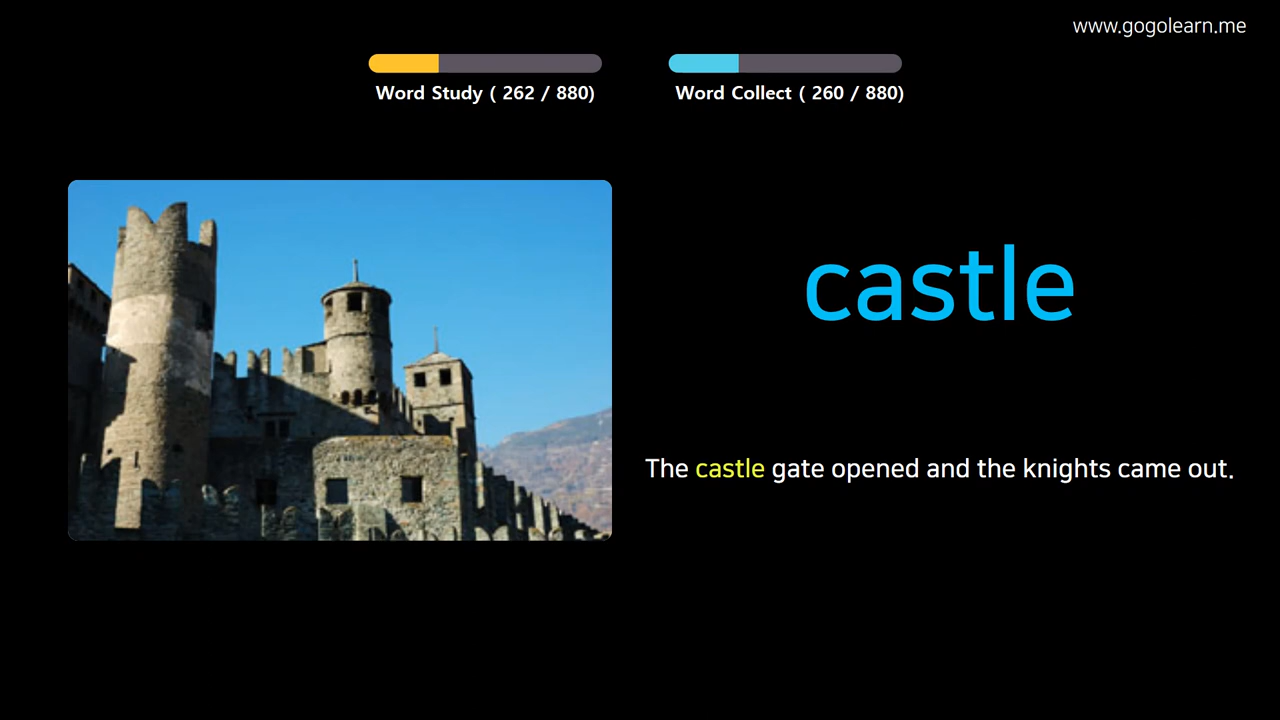 www.gogolearn.me
Word Study ( 262 / 880)
Word Collect ( 260 / 880)
castle
The castle gate opened and the knights came out.